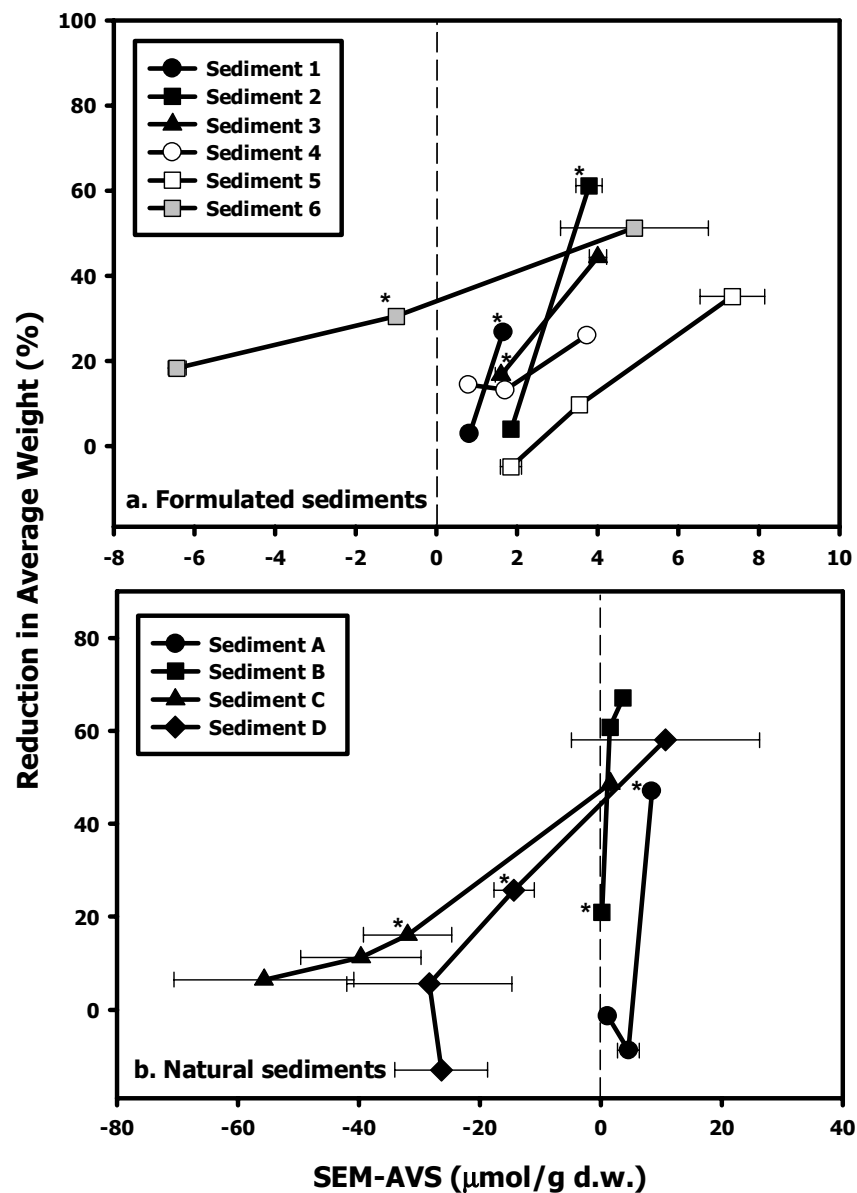 Reduction in Average Weight (%)
100
80
60
40
20
0
Sediment 1
Sediment 2
Sediment 3
Sediment 4
Sediment 5
Sediment 6
*
*
*
*
a. Formulated sediments
-8 -6 -4 -2 0 2 4 6 8 10
80
60
40
20
0
Sediment A
Sediment B
Sediment C
Sediment D
*
*
*
*
b. Natural sediments
-80 -60 -40 -20 0 20 40
SEM-AVS (μmol/g d.w.)